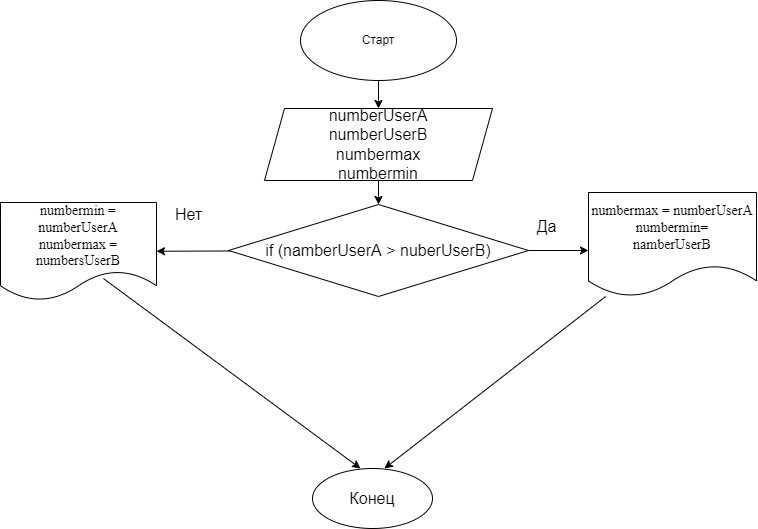 Старт
numberUserA
numberUserB
numbermax
numbermin
Нет
if (namberUserA > nuberUserB)
Да
numbermin =
numberUserA
numbermax =
numbersUserB
numbermax = numberUserA
numbermin=
namberUserB
Конец